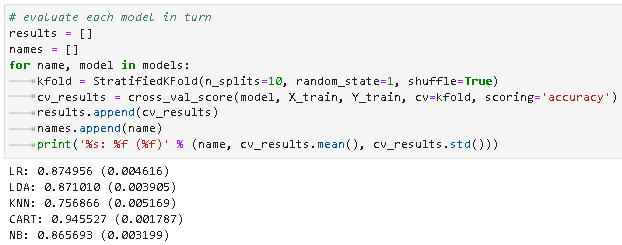 # evaluate each model in turn
results = []
names = []
for name, model in models:
    kfold = StratifiedKFold(n_splits=10, random_state=1, shuffle=True)
    cv_results = cross_val_score(model, X_train, Y_train, cv=kfold, scoring='accuracy')
    results.append(cv_results)
    names.append(name)
    print('%s: %f (%f)' % (name, cv_results.mean(), cv_results.std()))
LR: 0.874956 (0.004616)
LDA: 0.871010 (0.003905)
KNN: 0.756866 (0.005169)
CART: 0.945527 (0.001787)
NB: 0.865693 (0.003199)